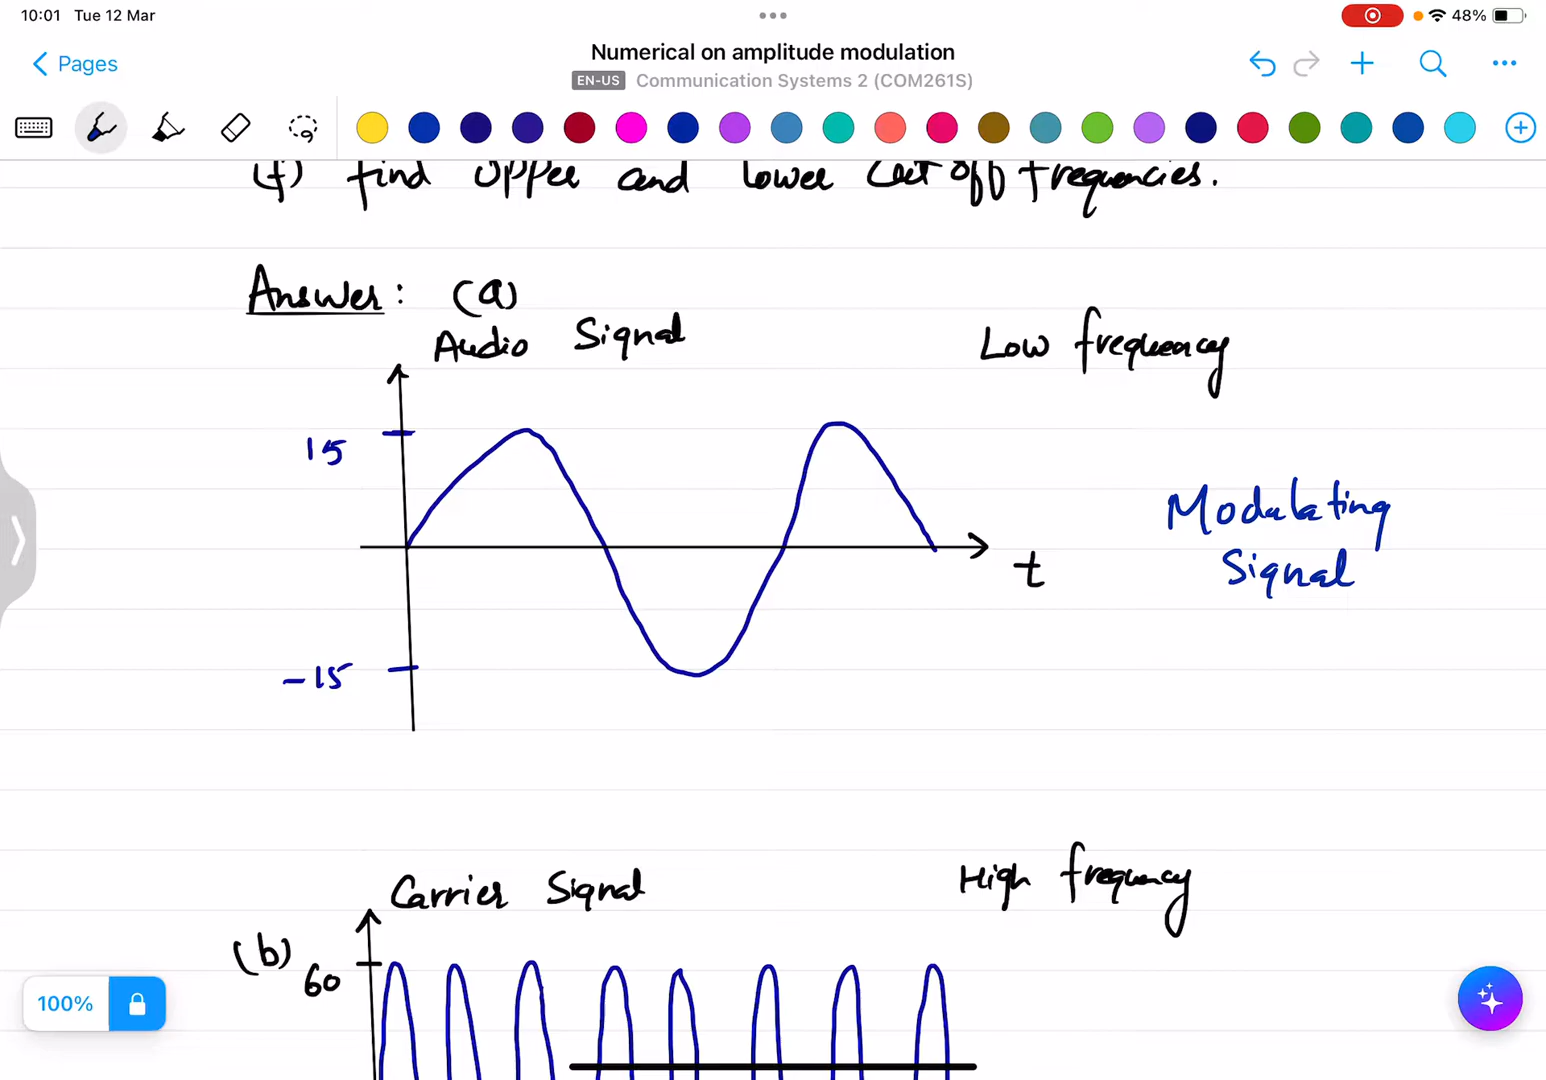 10:01 Tue 12 Mar
48%
Pages
Numerical on amplitude modulation
EN-US Communication Systems 2 (COM261S)
(f) find Upper and lower Cut off frequencies.
Answer: (a)
Audio Signal
Low frequency
15
Modulating
Signal
t
-15
Carrier Signal
High frequency
(b)
60
100%